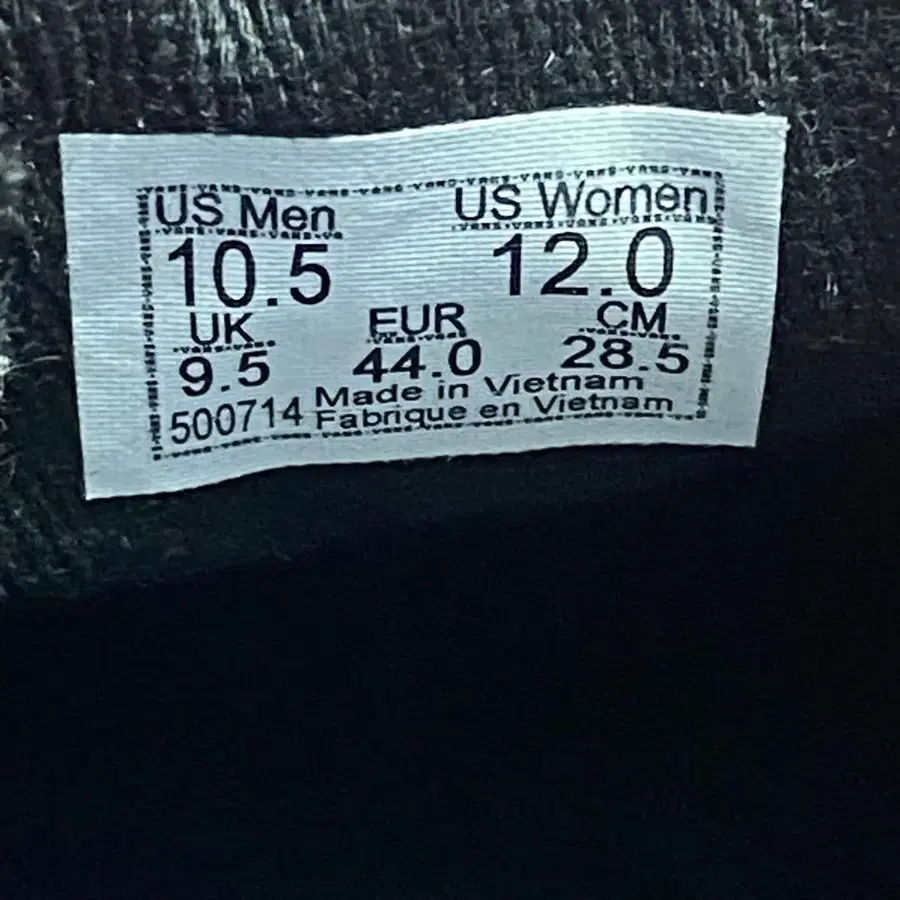 US Men US Women
10.5 12.0
UK EUR CM
9.5 44.0 28.5
500714 Made in Vietnam
Fabrique en Vietnam